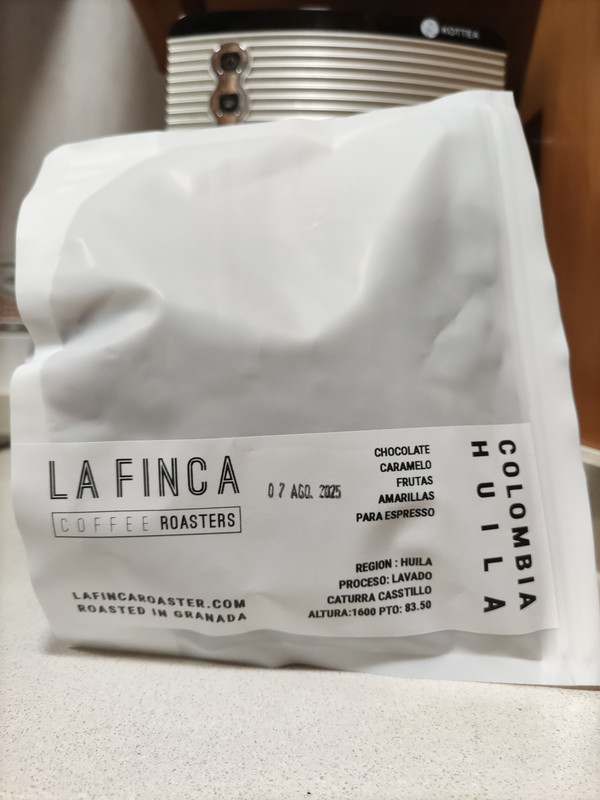 KOTTEA
LA FINCA
COFFEE ROASTERS
07 AGO. 2025
CHOCOLATE
CARAMELO
FRUTAS
AMARILLAS
PARA ESPRESSO
COLOMBIA
HUILA
REGION : HUILA
PROCESO: LAVADO
CATURRA CASSTILLO
ALTURA:1600 PTO: 83.50
LAFINCAROASTER.COM
ROASTED IN GRANADA